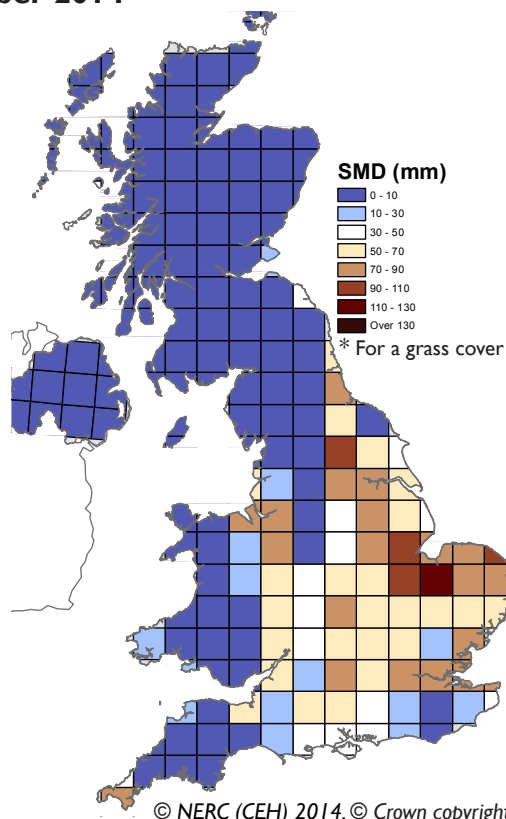 2014
SMD (mm)
0 - 10
10 - 30
30 - 50
50 - 70
70 - 90
90 - 110
110 - 130
Over 130
* For a grass cover
© NERC (CEH) 2014. © Crown copyright